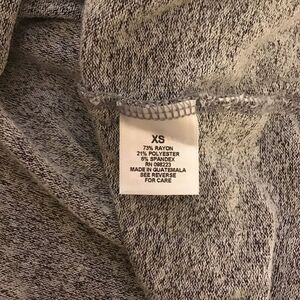 XS
73% RAYON
21% POLYESTER
6% SPANDEX
RN 098223
MADE IN GUATEMALA
SEE REVERSE
FOR CARE